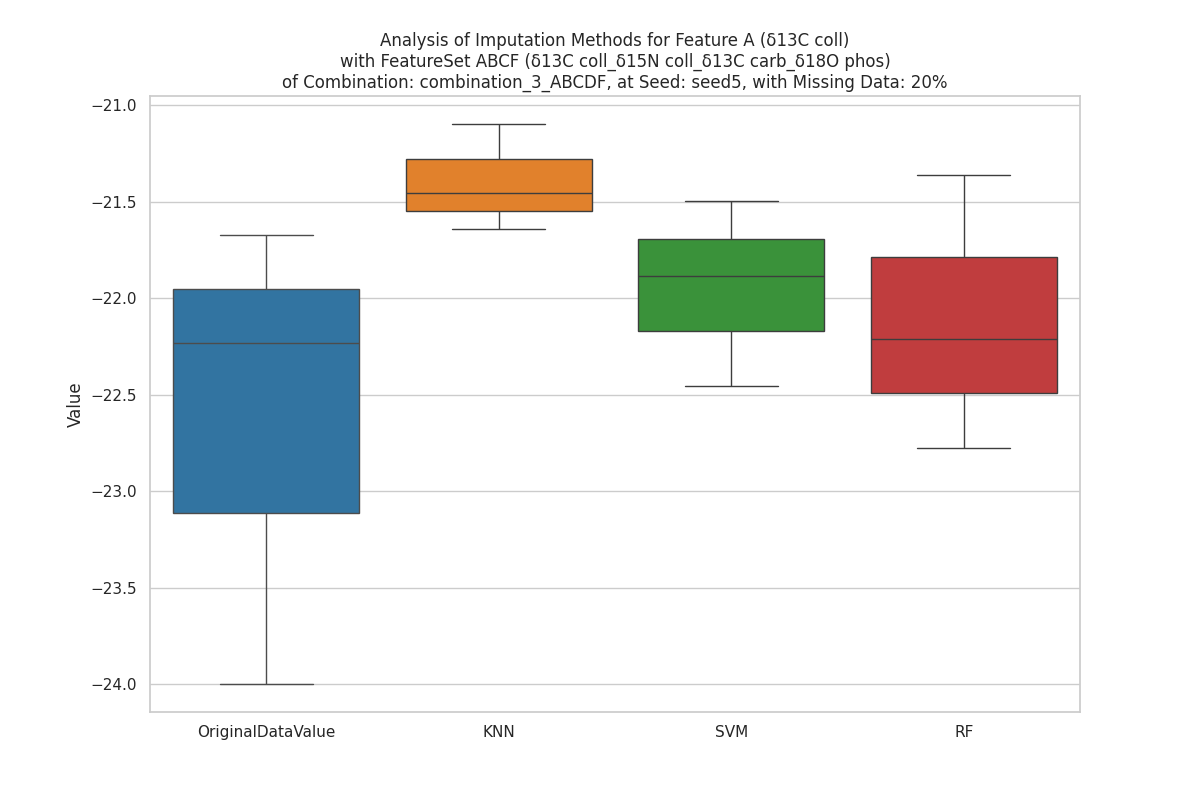 Analysis of Imputation Methods for Feature A (δ13C coll)
with FeatureSet ABCF (δ13C coll_δ15N coll_δ13C carb_δ18O phos)
of Combination: combination_3_ABCDF, at Seed: seed5, with Missing Data: 20%
−21.0
−21.5
−22.0
−22.5
−23.0
−23.5
−24.0
Value
OriginalDataValue
KNN
SVM
RF